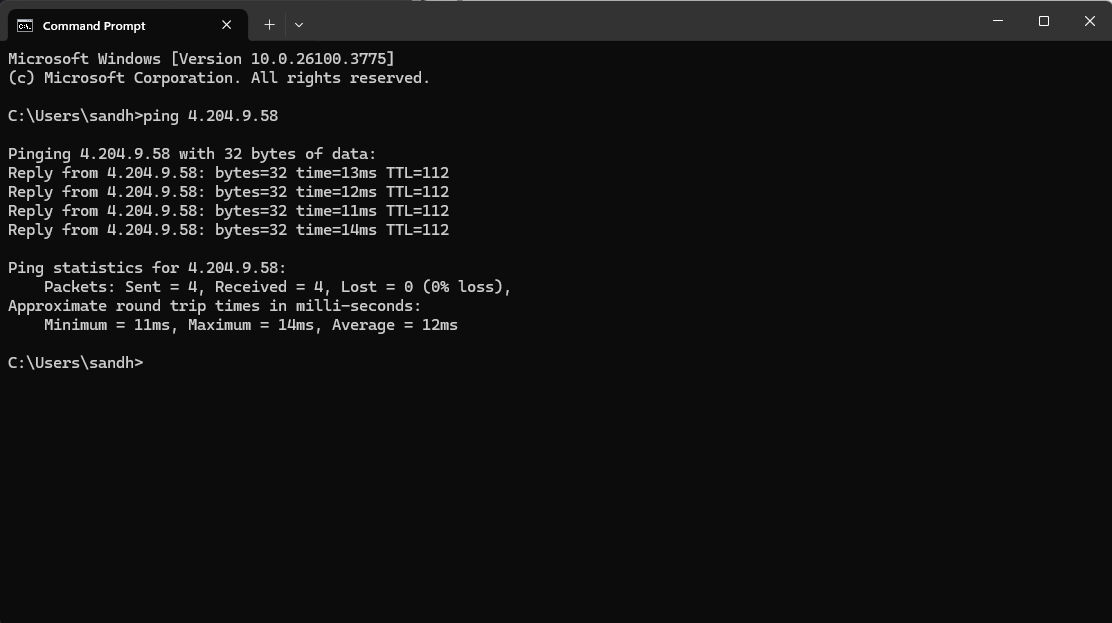 Command Prompt
Microsoft Windows [Version 10.0.26100.3775]
(c) Microsoft Corporation. All rights reserved.
C:\Users\sandh>ping 4.204.9.58
Pinging 4.204.9.58 with 32 bytes of data:
Reply from 4.204.9.58: bytes=32 time=13ms TTL=112
Reply from 4.204.9.58: bytes=32 time=12ms TTL=112
Reply from 4.204.9.58: bytes=32 time=11ms TTL=112
Reply from 4.204.9.58: bytes=32 time=14ms TTL=112
Ping statistics for 4.204.9.58:
    Packets: Sent = 4, Received = 4, Lost = 0 (0% loss),
Approximate round trip times in milli-seconds:
    Minimum = 11ms, Maximum = 14ms, Average = 12ms
C:\Users\sandh>